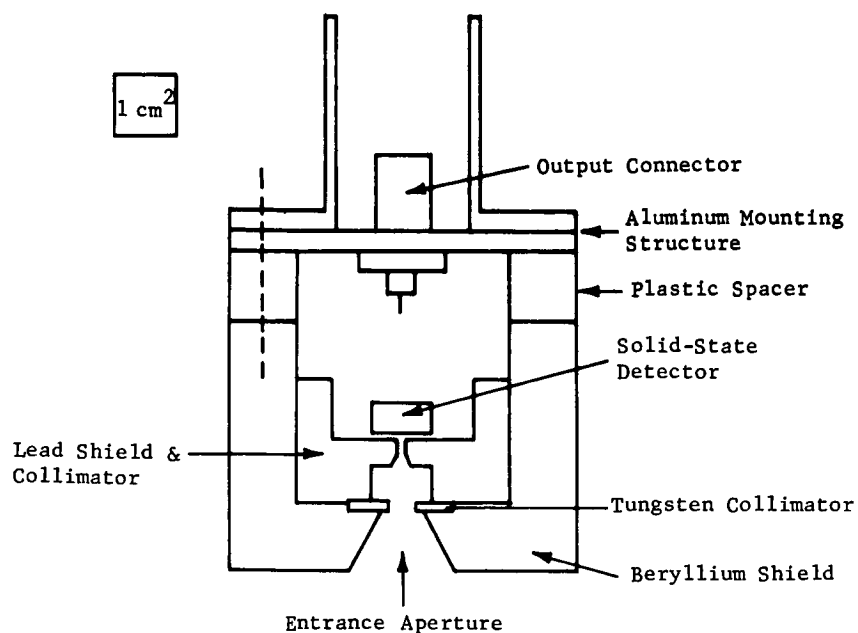 1 cm²
Output Connector
Aluminum Mounting
Structure
Plastic Spacer
Solid-State
Detector
Lead Shield &
Collimator
Tungsten Collimator
Beryllium Shield
Entrance Aperture